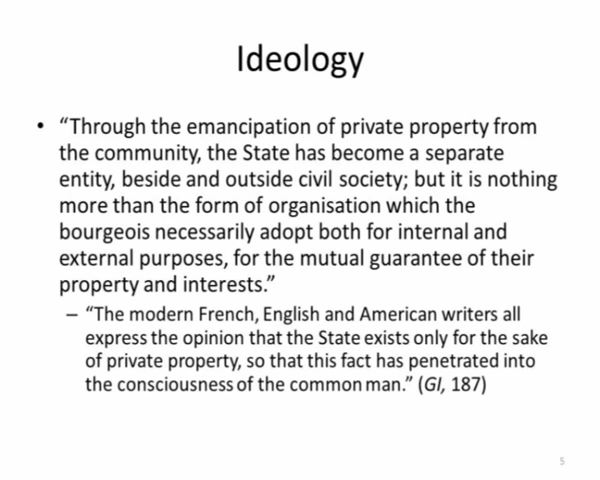 Ideology
• “Through the emancipation of private property from
the community, the State has become a separate
entity, beside and outside civil society; but it is nothing
more than the form of organisation which the
bourgeois necessarily adopt both for internal and
external purposes, for the mutual guarantee of their
property and interests.”
– “The modern French, English and American writers all
express the opinion that the State exists only for the sake
of private property, so that this fact has penetrated into
the consciousness of the common man.” (GI, 187)
5